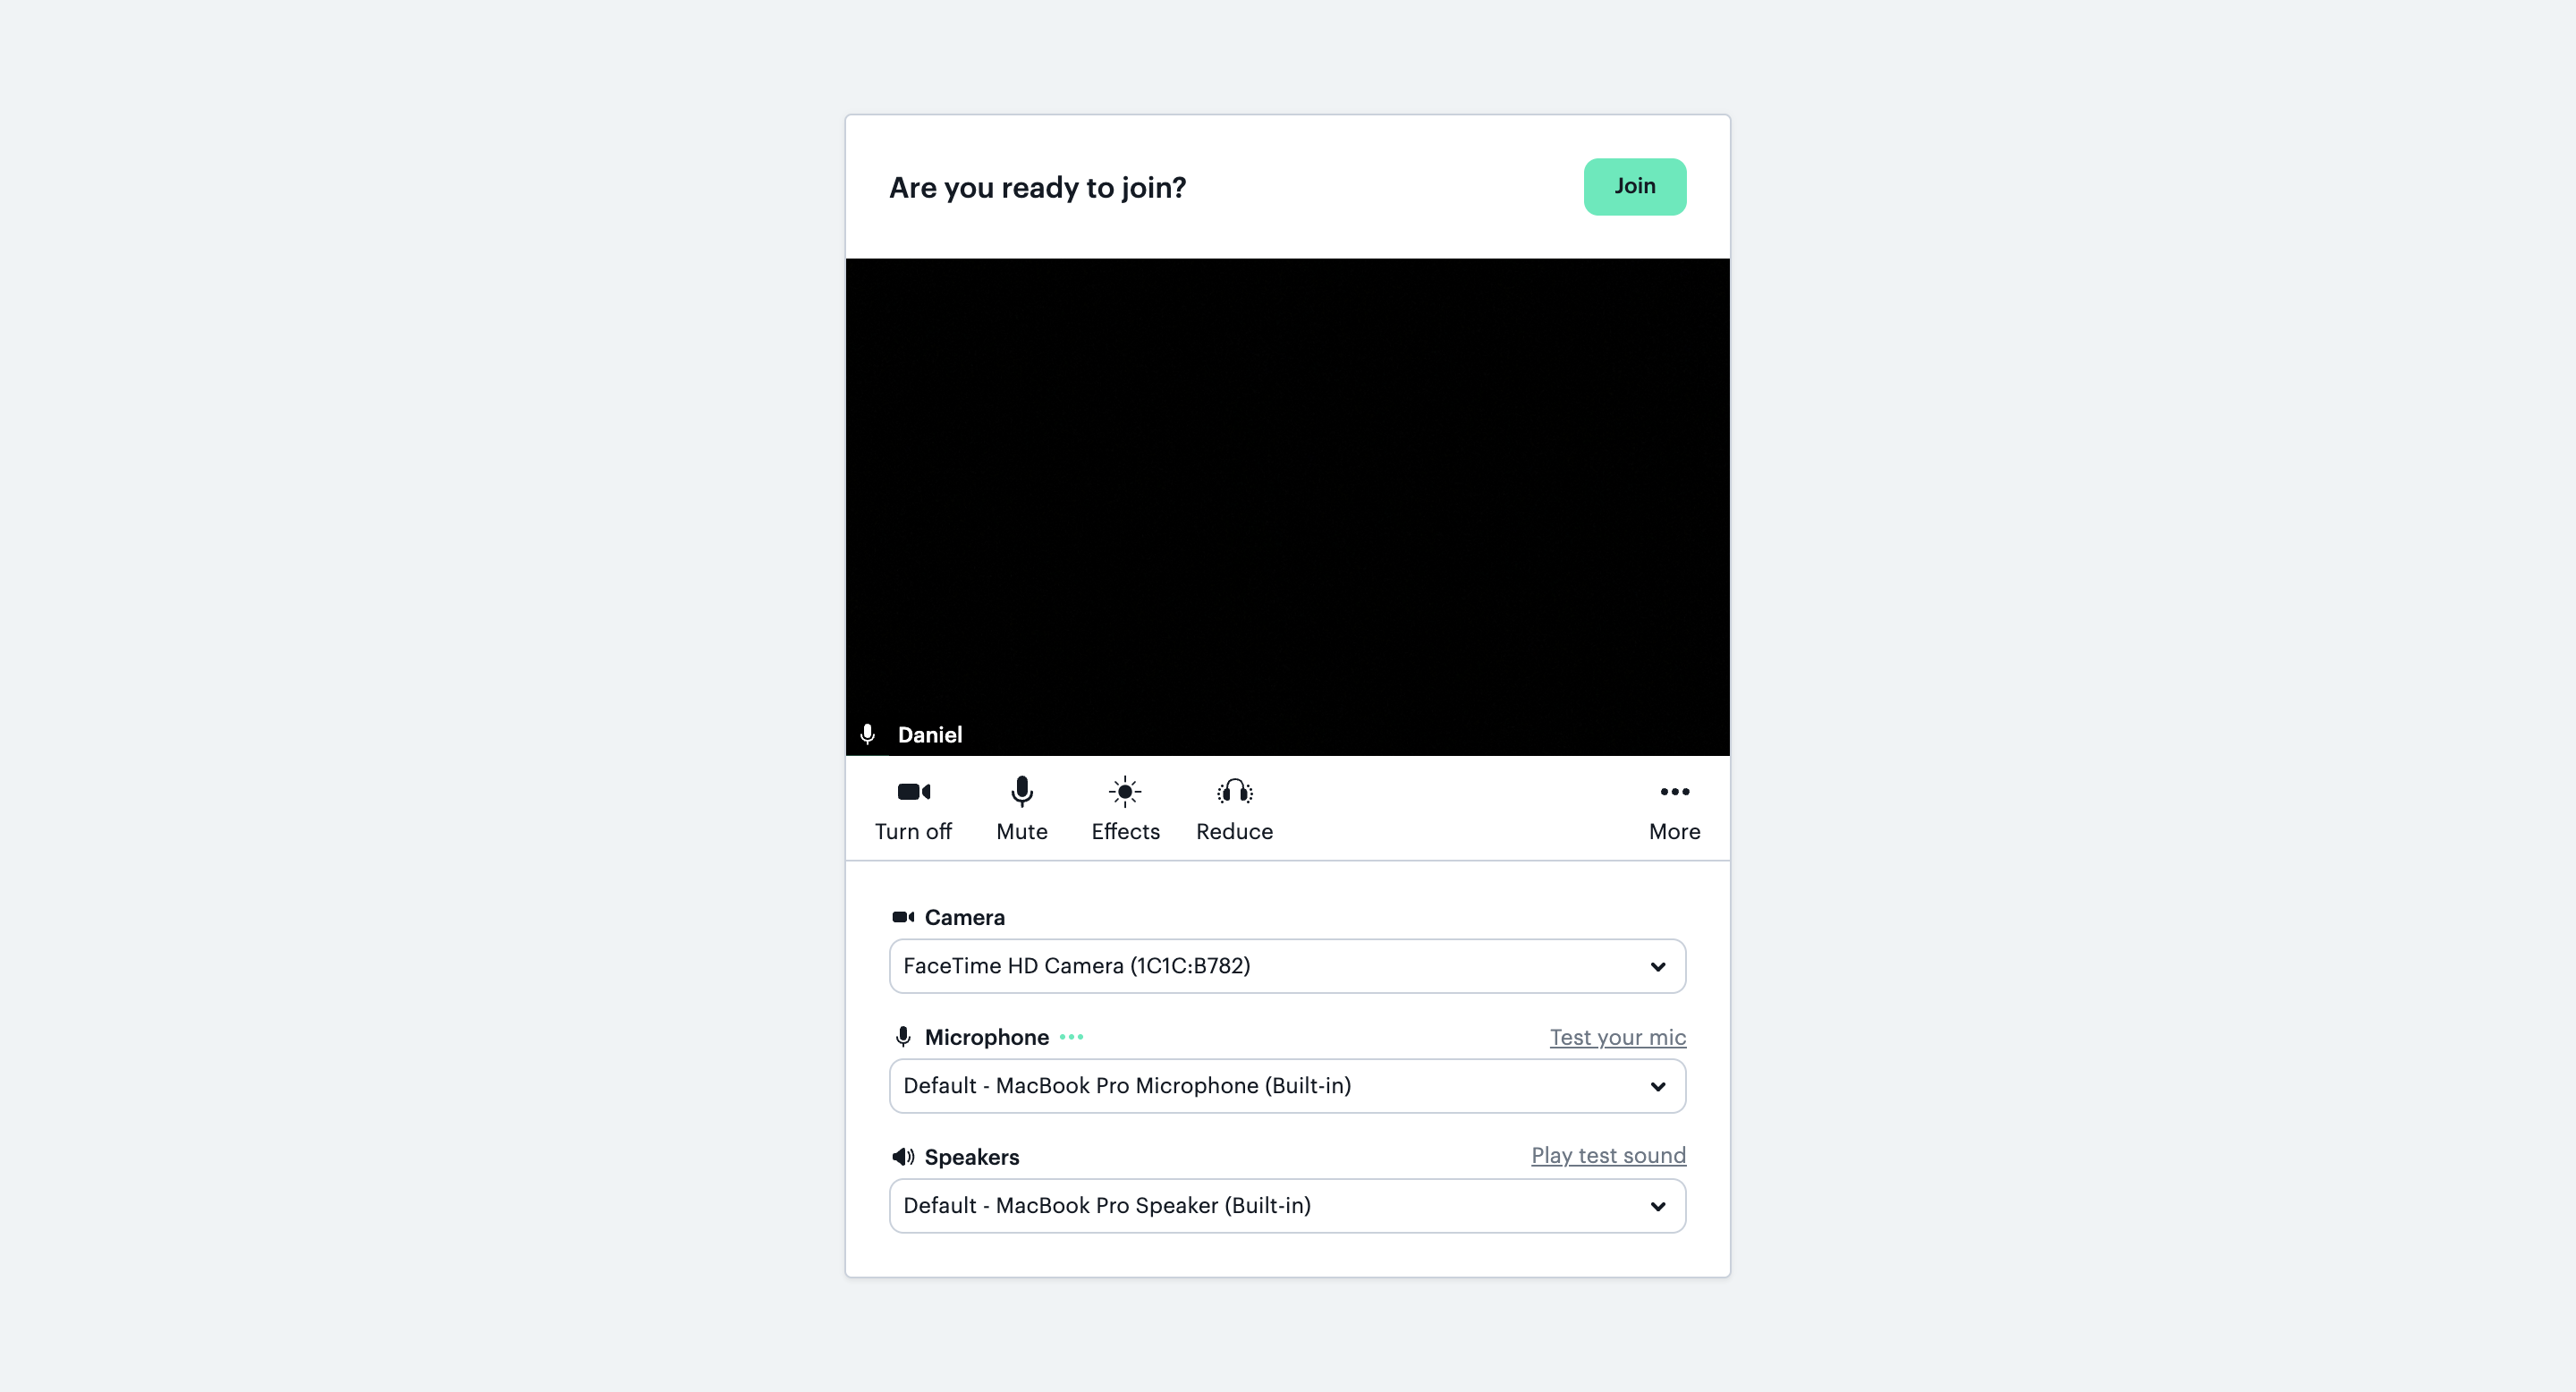 Are you ready to join?
Join
Daniel
Turn off
Mute
Effects
Reduce
More
Camera
FaceTime HD Camera (1C1C:B782)
Microphone
Test your mic
Default - MacBook Pro Microphone (Built-in)
Speakers
Play test sound
Default - MacBook Pro Speaker (Built-in)